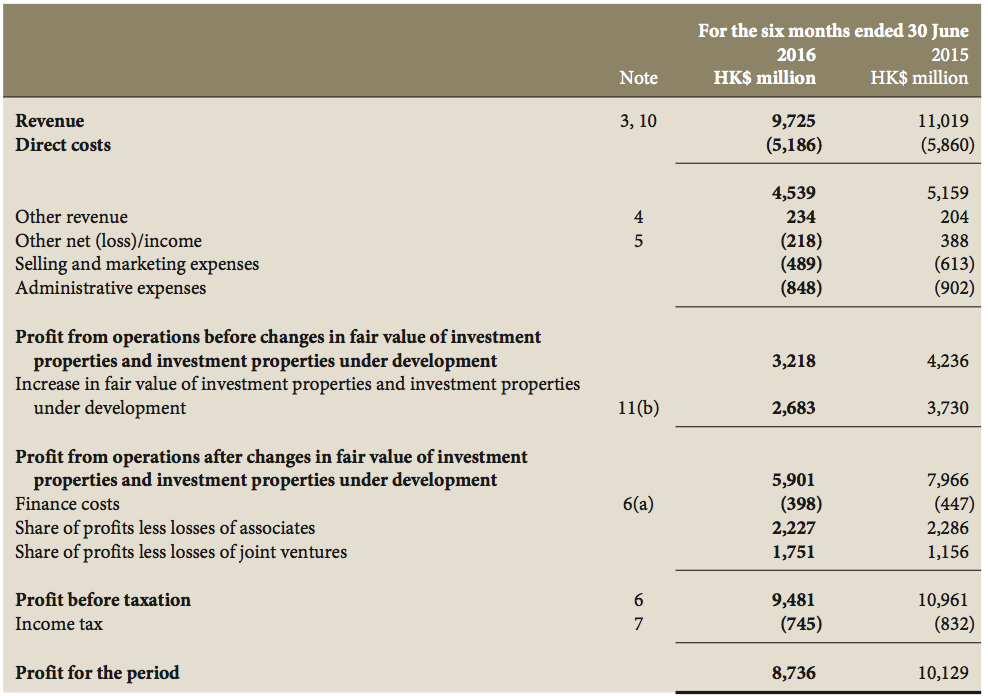 For the six months ended 30 June
2016 2015
Note HK$ million HK$ million
Revenue 3, 10 9,725 11,019
Direct costs (5,186) (5,860)
4,539 5,159
Other revenue 4 234 204
Other net (loss)/income 5 (218) 388
Selling and marketing expenses (489) (613)
Administrative expenses (848) (902)
Profit from operations before changes in fair value of investment
properties and investment properties under development 3,218 4,236
Increase in fair value of investment properties and investment properties
under development 11(b) 2,683 3,730
Profit from operations after changes in fair value of investment
properties and investment properties under development 5,901 7,966
Finance costs 6(a) (398) (447)
Share of profits less losses of associates 2,227 2,286
Share of profits less losses of joint ventures 1,751 1,156
Profit before taxation 6 9,481 10,961
Income tax 7 (745) (832)
Profit for the period 8,736 10,129